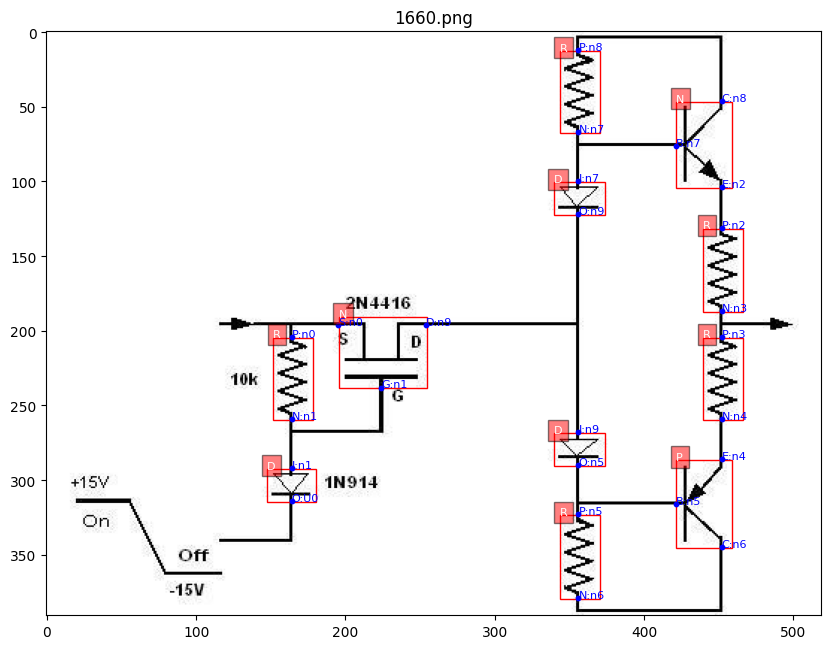 1660.png
0
50
100
150
200
250
300
350
0
100
200
300
400
500
R
P:n8
N:n7
N
C:n8
B:n7
E:n2
D
I:n7
O:n9
R
P:n2
N:n3
2N4416
N
S:n0
D:n9
S
D
G:n1
G
R
P:n0
N:n1
10k
R
P:n3
N:n4
D
I:n1
O:00
1N914
D
I:n9
O:n5
P
E:n4
B:n5
C:n6
R
P:n5
N:n6
+15V
On
Off
-15V